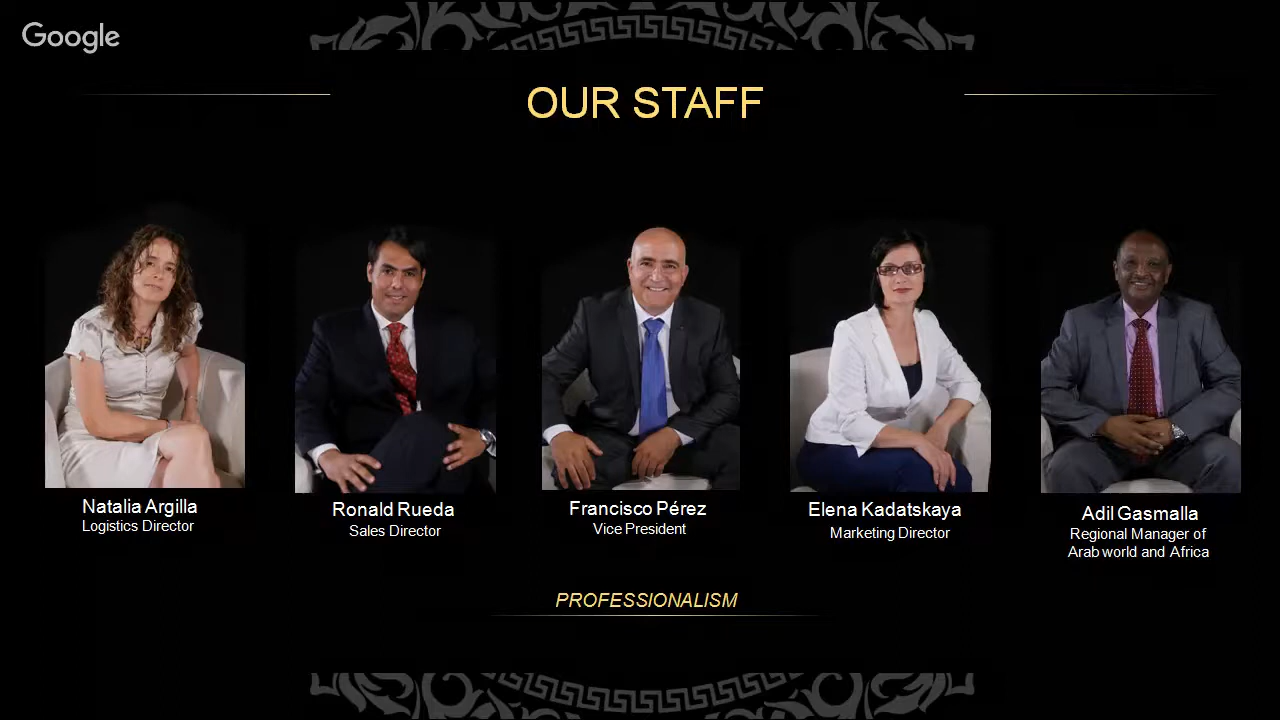 Google
OUR STAFF
Natalia Argilla
Logistics Director
Ronald Rueda
Sales Director
Francisco Pérez
Vice President
Elena Kadatskaya
Marketing Director
Adil Gasmalla
Regional Manager of
Arab world and Africa
PROFESSIONALISM